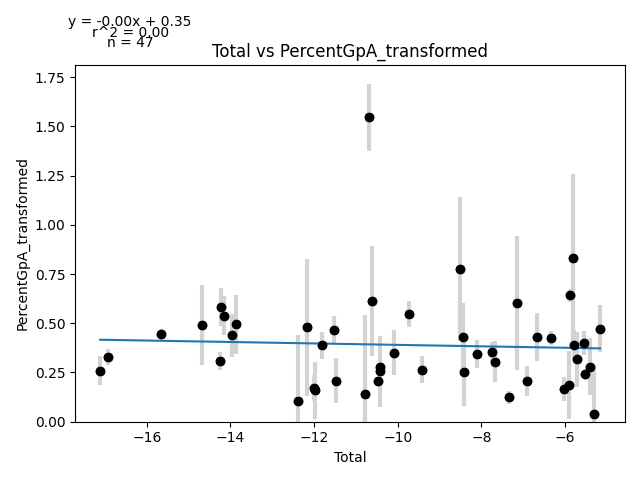 y = -0.00x + 0.35
r^2 = 0.00
n = 47
Total vs PercentGpA_transformed
1.75
1.50
1.25
1.00
0.75
0.50
0.25
0.00
PercentGpA_transformed
−16
−14
−12
−10
−8
−6
Total